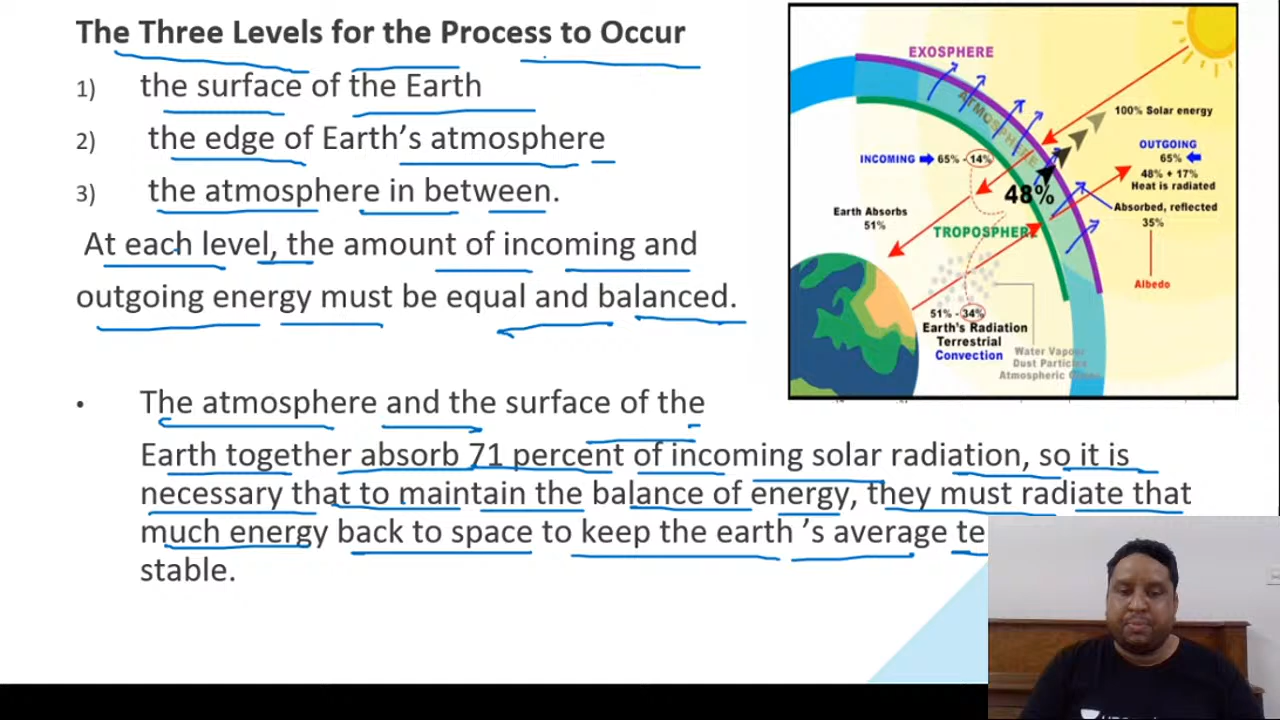 The Three Levels for the Process to Occur
1) the surface of the Earth
2) the edge of Earth's atmosphere
3) the atmosphere in between.
At each level, the amount of incoming and
outgoing energy must be equal and balanced.
• The atmosphere and the surface of the
Earth together absorb 71 percent of incoming solar radiation, so it is
necessary that to maintain the balance of energy, they must radiate that
much energy back to space to keep the earth 's average
stable.
EXOSPHERE
ATMOSPHERE
100% Solar energy
INCOMING 65% - 14%
OUTGOING
65%
48% + 17%
Heat is radiated
48%
Absorbed, reflected
35%
Earth Absorbs
51%
TROPOSPHERE
Albedo
51% - 34%
Earth's Radiation
Terrestrial
Convection
Water Vapour
Dust Particles
Atmospheric